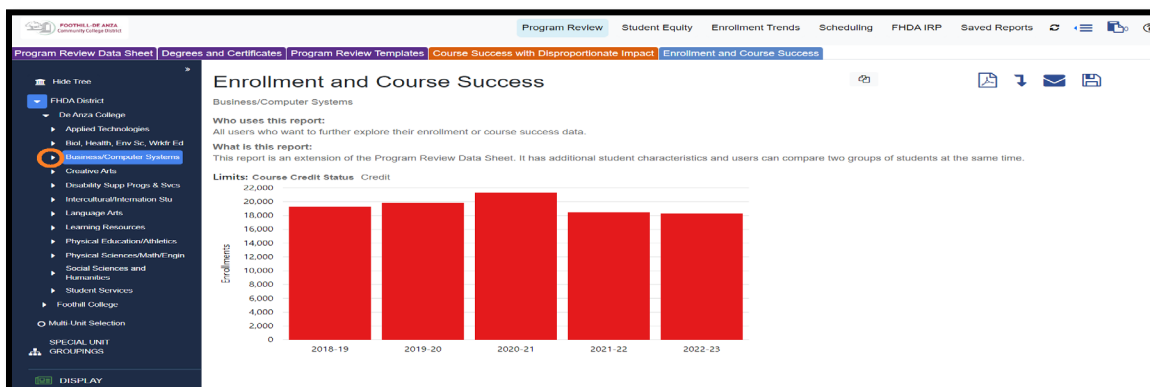 FOOTHILL-DE ANZA
Community College District
Program Review Student Equity Enrollment Trends Scheduling FHDA IRP Saved Reports
Program Review Data Sheet Degrees and Certificates Program Review Templates Course Success with Disproportionate Impact Enrollment and Course Success
»
Hide Tree
FHDA District
De Anza College
Applied Technologies
Biol, Health, Env Sc, Wrkfr Ed
Business/Computer Systems
Creative Arts
Disability Supp Progs & Svcs
Intercultural/Internation Stu
Language Arts
Learning Resources
Physical Education/Athletics
Physical Sciences/Math/Engin
Social Sciences and
Humanities
Student Services
Foothill College
Multi-Unit Selection
SPECIAL UNIT
GROUPINGS
DISPLAY
Enrollment and Course Success
Business/Computer Systems
Who uses this report:
All users who want to further explore their enrollment or course success data.
What is this report:
This report is an extension of the Program Review Data Sheet. It has additional student characteristics and users can compare two groups of students at the same time.
Limits: Course Credit Status Credit
Enrollments
22,000
20,000
18,000
16,000
14,000
12,000
10,000
8,000
6,000
4,000
2,000
0
2018-19 2019-20 2020-21 2021-22 2022-23